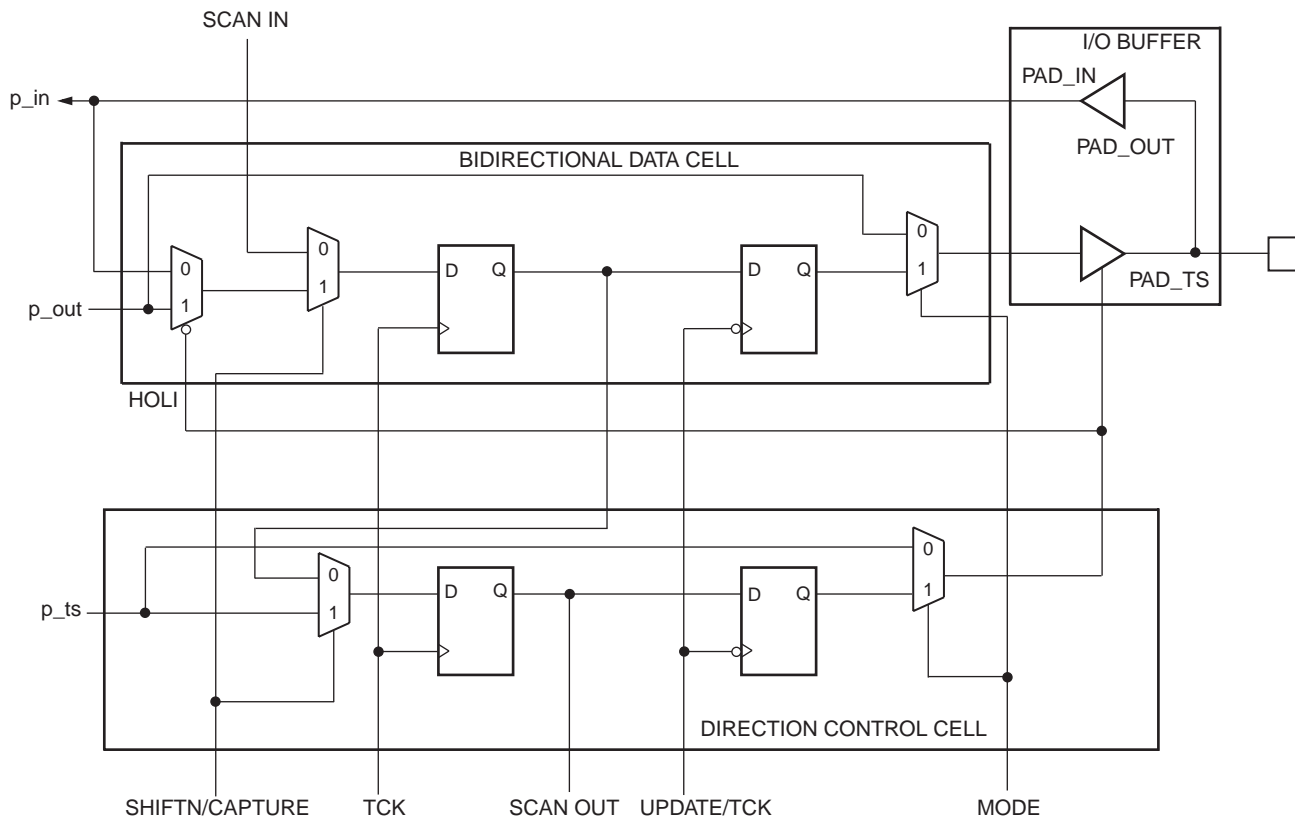 SCAN IN
I/O BUFFER
PAD_IN
p_in
PAD_OUT
BIDIRECTIONAL DATA CELL
0
0
0
D Q
D Q
1
1
p_out
1
PAD_TS
HOLI
0
0
D Q
D Q
1
p_ts
1
DIRECTION CONTROL CELL
SHIFTN/CAPTURE
TCK
SCAN OUT
UPDATE/TCK
MODE